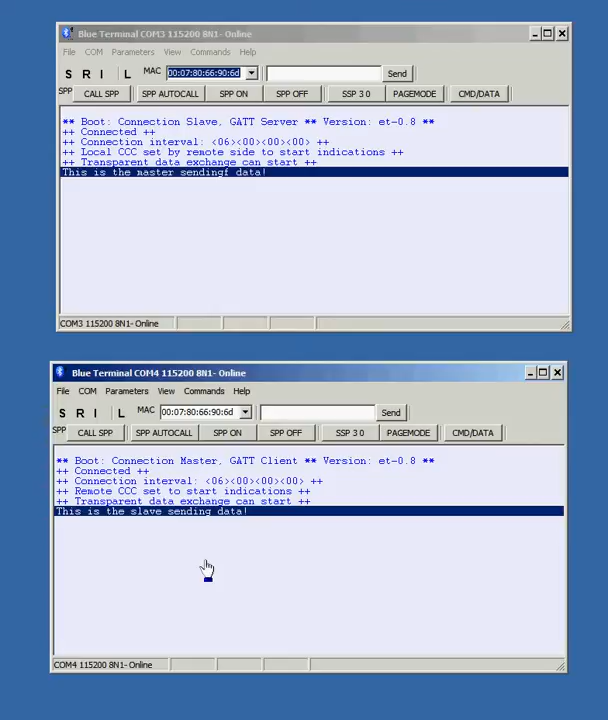 Blue Terminal COM3 115200 8N1- Online
File COM Parameters View Commands Help
S R I L MAC 00:07:80:66:90:6d Send
SPP CALL SPP SPP AUTOCALL SPP ON SPP OFF SSP 3 0 PAGEMODE CMD/DATA
** Boot: Connection Slave, GATT Server ** Version: et-0.8 **
++ Connected ++
++ Connection interval: <06><00><00><00> ++
++ Local CCC set by remote side to start indications ++
++ Transparent data exchange can start ++
This is the master sendingf data!
COM3 115200 8N1- Online
Blue Terminal COM4 115200 8N1- Online
File COM Parameters View Commands Help
S R I L MAC 00:07:80:66:90:6d Send
SPP CALL SPP SPP AUTOCALL SPP ON SPP OFF SSP 3 0 PAGEMODE CMD/DATA
** Boot: Connection Master, GATT Client ** Version: et-0.8 **
++ Connected ++
++ Connection interval: <06><00><00><00> ++
++ Remote CCC set to start indications ++
++ Transparent data exchange can start ++
This is the slave sending data!
COM4 115200 8N1- Online